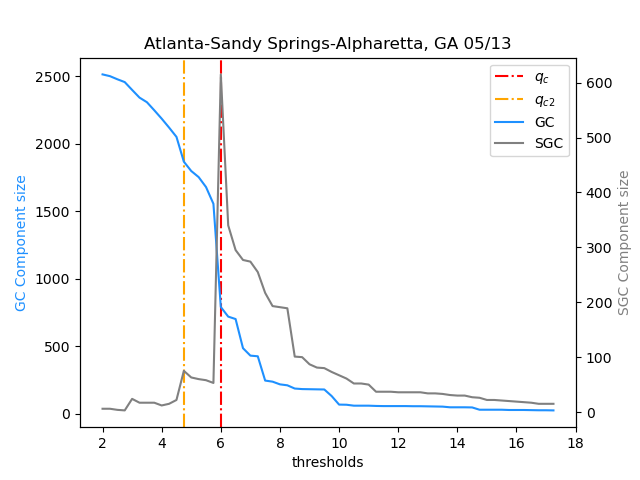 Atlanta-Sandy Springs-Alpharetta, GA 05/13
GC Component size
2500
2000
1500
1000
500
0
2 4 6 8 10 12 14 16 18
thresholds
600
500
400
300
200
100
0
SGC Component size
q_c
q_c2
GC
SGC